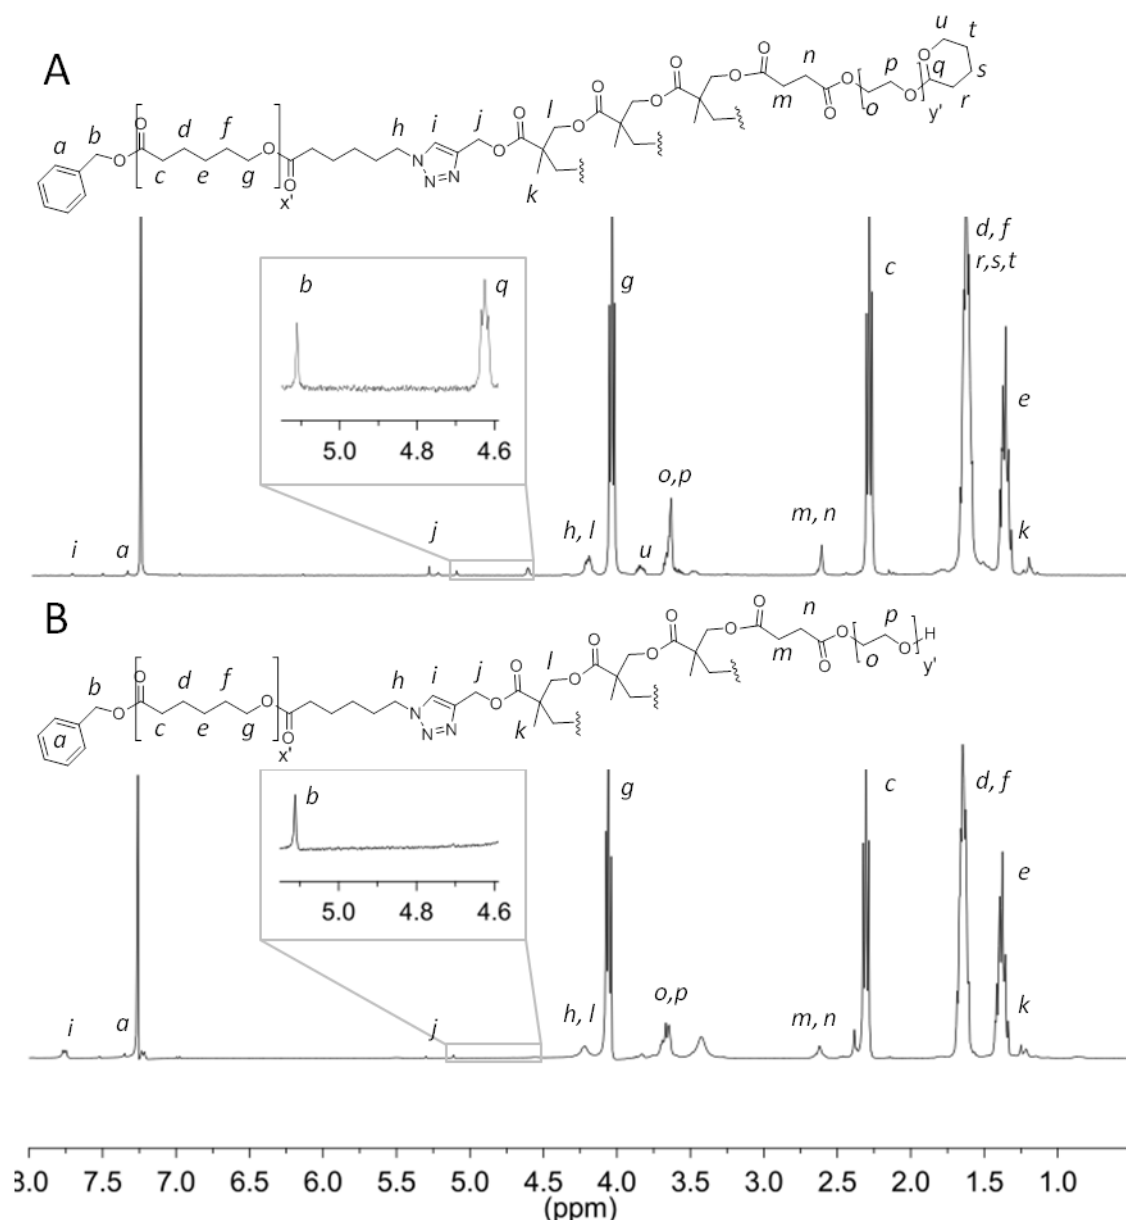 A
u
t
n
p
q
s
m
o
y'
r
a
b
d
f
c
e
g
x'
h
i
j
l
k
O
N
N=N
b
q
5.0 4.8 4.6
i
a
j
h, l
g
u
o,p
m, n
c
d, f
r,s,t
e
k
B
n
p
H
m
o
y'
a
b
d
f
c
e
g
x'
h
i
j
l
k
O
N
N=N
b
5.0 4.8 4.6
i
a
j
h, l
g
o,p
m, n
c
d, f
e
k
7.5 7.0 6.5 6.0 5.5 5.0 4.5 4.0 3.5 3.0 2.5 2.0 1.5 1.0
(ppm)